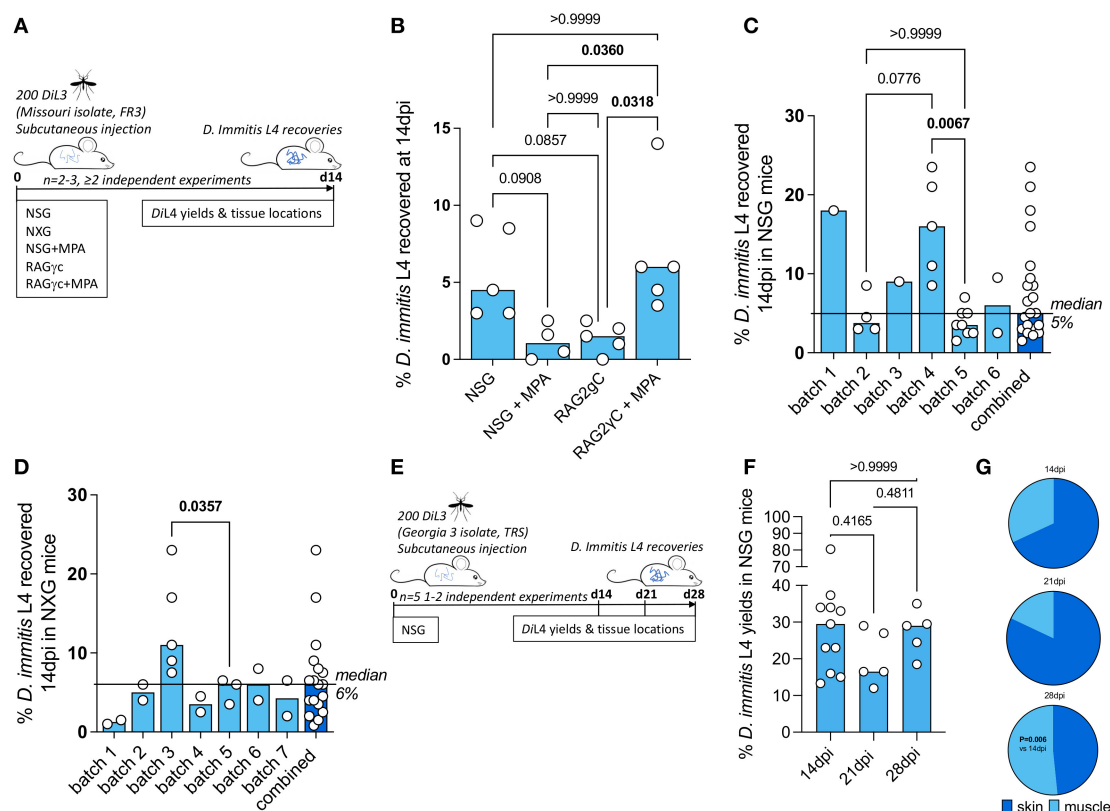 A
200 DiL3
(Missouri isolate, FR3)
Subcutaneous injection
D. Immitis L4 recoveries
0
n=2-3, ≥2 independent experiments
d14
NSG
NXG
NSG+MPA
RAGγc
RAGγc+MPA
DiL4 yields & tissue locations
B
>0.9999
0.0360
>0.9999
0.0318
0.0857
0.0908
% D. immitis L4 recovered at 14dpi
15
10
5
0
NSG
NSG + MPA
RAG2gC
RAG2γC + MPA
C
>0.9999
0.0776
0.0067
% D. immitis L4 recovered
14dpi in NSG mice
30
20
10
0
median
5%
batch 1
batch 2
batch 3
batch 4
batch 5
batch 6
combined
D
0.0357
% D. immitis L4 recovered
14dpi in NXG mice
30
20
10
0
median
6%
batch 1
batch 2
batch 3
batch 4
batch 5
batch 6
batch 7
combined
E
200 DiL3
(Georgia 3 isolate, TRS)
Subcutaneous injection
D. Immitis L4 recoveries
0
n=5 1-2 independent experiments
d14
d21
d28
NSG
DiL4 yields & tissue locations
F
>0.9999
0.4811
0.4165
% D. immitis L4 yields in NSG mice
100
90
80
70
40
30
20
10
0
14dpi
21dpi
28dpi
G
14dpi
21dpi
28dpi
P=0.006
vs 14dpi
skin
muscle